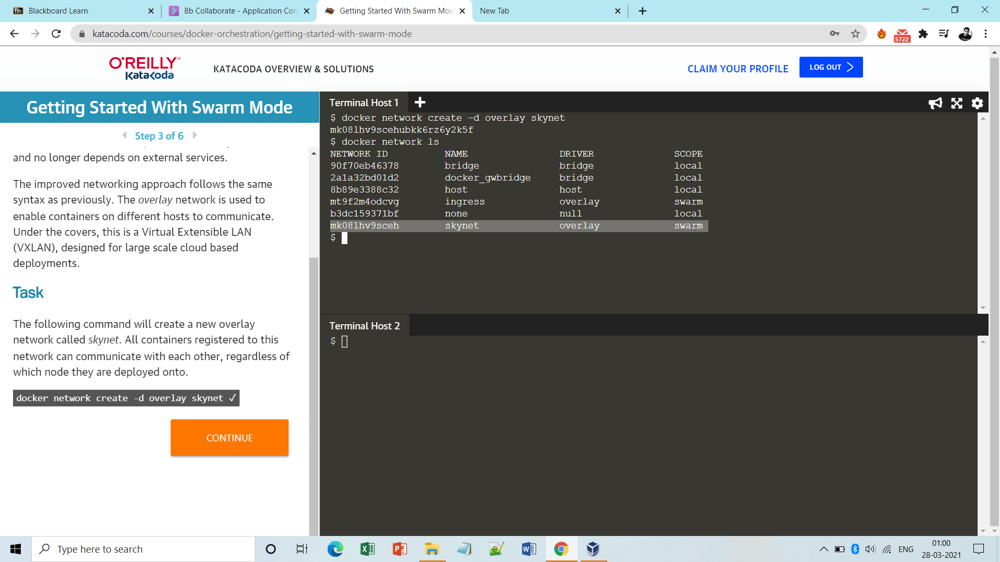 Bb Blackboard Learn
Bb Collaborate - Application Con
Getting Started With Swarm Mod
New Tab
katacoda.com/courses/docker-orchestration/getting-started-with-swarm-mode
5722
O'REILLY®
Katacoda
KATACODA OVERVIEW & SOLUTIONS
CLAIM YOUR PROFILE
LOG OUT
Getting Started With Swarm Mode
Step 3 of 6
and no longer depends on external services.
The improved networking approach follows the same
syntax as previously. The overlay network is used to
enable containers on different hosts to communicate.
Under the covers, this is a Virtual Extensible LAN
(VXLAN), designed for large scale cloud based
deployments.
Task
The following command will create a new overlay
network called skynet. All containers registered to this
network can communicate with each other, regardless of
which node they are deployed onto.
docker network create -d overlay skynet ✓
CONTINUE
Terminal Host 1
$ docker network create -d overlay skynet
mk08lhv9scehubkk6rz6y2k5f
$ docker network ls
NETWORK ID NAME DRIVER SCOPE
90f70eb46378 bridge bridge local
2a1a32bd01d2 docker_gwbridge bridge local
8b89e3388c32 host host local
mt9f2m4odcvg ingress overlay swarm
b3dc159371bf none null local
mk08lhv9sceh skynet overlay swarm
$
Terminal Host 2
$
Type here to search
ENG
01:00
28-03-2021